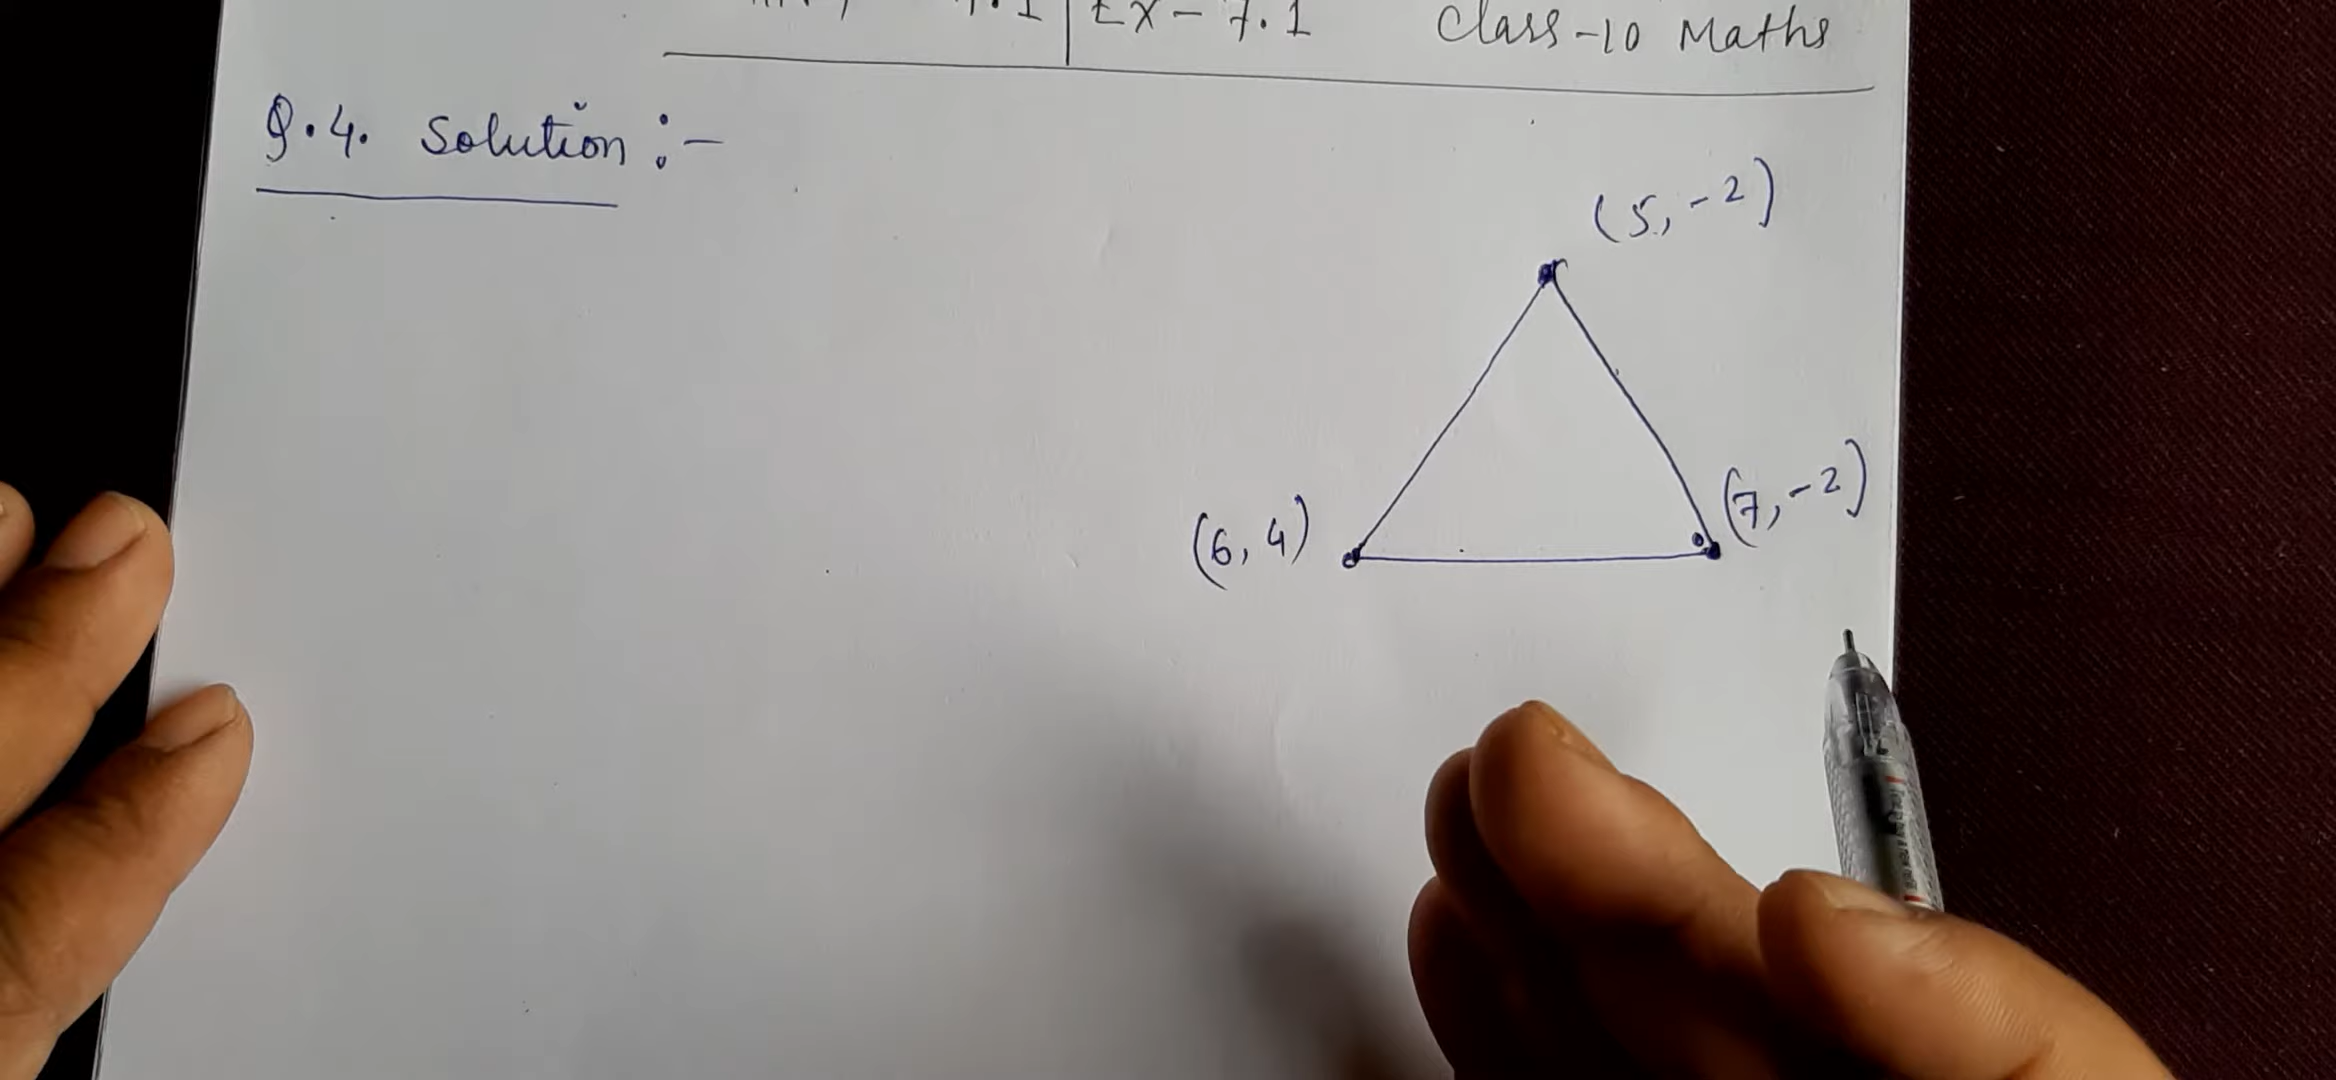 Ex - 7.1 Class-10 Maths
Q.4. Solution :-
(5, -2)
(7, -2)
(6, 4)